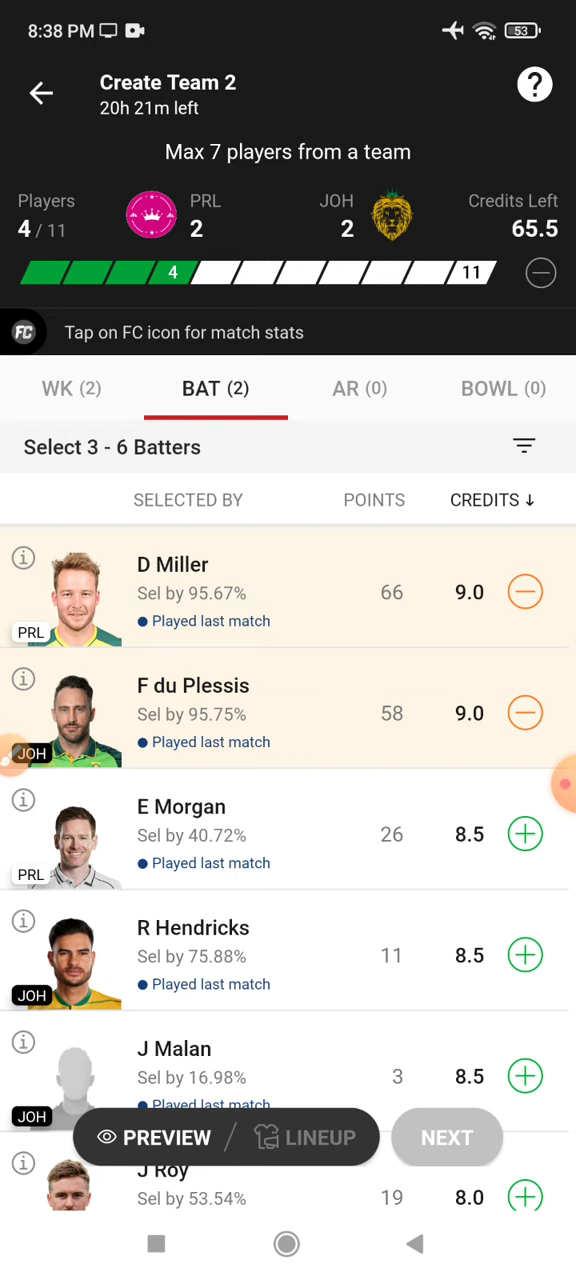 8:38 PM
53
Create Team 2
20h 21m left
?
Max 7 players from a team
Players
4 / 11
PRL
2
JOH
2
Credits Left
65.5
4
11
FC
Tap on FC icon for match stats
WK (2)
BAT (2)
AR (0)
BOWL (0)
Select 3 - 6 Batters
SELECTED BY
POINTS
CREDITS ↓
D Miller
Sel by 95.67%
66
9.0
Played last match
PRL
F du Plessis
Sel by 95.75%
58
9.0
Played last match
JOH
E Morgan
Sel by 40.72%
26
8.5
Played last match
PRL
R Hendricks
Sel by 75.88%
11
8.5
Played last match
JOH
J Malan
Sel by 16.98%
3
8.5
Played last match
JOH
PREVIEW / LINEUP
NEXT
J Roy
Sel by 53.54%
19
8.0